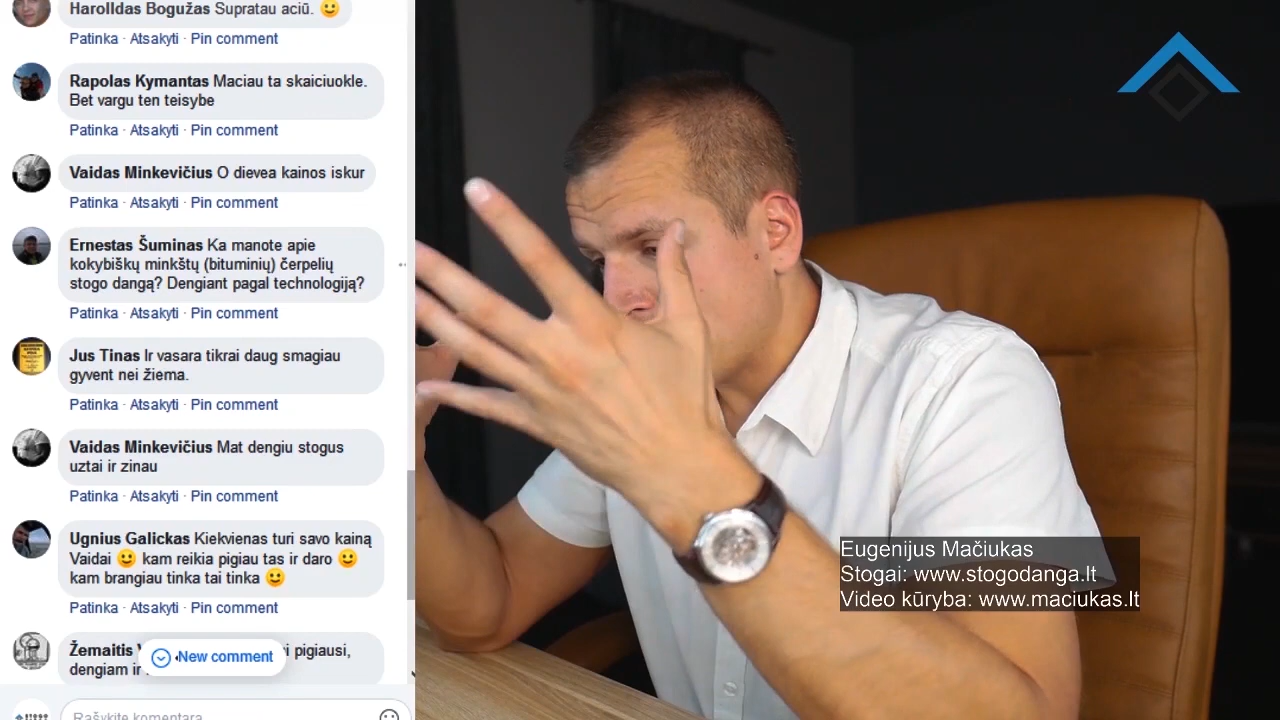 Harolldas Bogužas Supratau aciū.
Patinka · Atsakyti · Pin comment
Rapolas Kymantas Maciau ta skaiciuokle.
Bet vargu ten teisybe
Patinka · Atsakyti · Pin comment
Vaidas Minkevičius O dievea kainos iskur
Patinka · Atsakyti · Pin comment
Ernestas Šuminas Ka manote apie
kokybiškų minkštų (bituminių) čerpelių
stogo dangą? Dengiant pagal technologiją?
Patinka · Atsakyti · Pin comment
Jus Tinas Ir vasara tikrai daug smagiau
gyvent nei žiema.
Patinka · Atsakyti · Pin comment
Vaidas Minkevičius Mat dengiu stogus
uztai ir zinau
Patinka · Atsakyti · Pin comment
Ugnius Galickas Kiekvienas turi savo kainą
Vaidai 🙂 kam reikia pigiau tas ir daro 🙂
kam brangiau tinka tai tinka 🙂
Patinka · Atsakyti · Pin comment
Žemaitis pigiausi,
dengiam ir
New comment
Rašykite komentarą
Eugenijus Mačiukas
Stogai: www.stogodanga.lt
Video kūryba: www.maciukas.lt